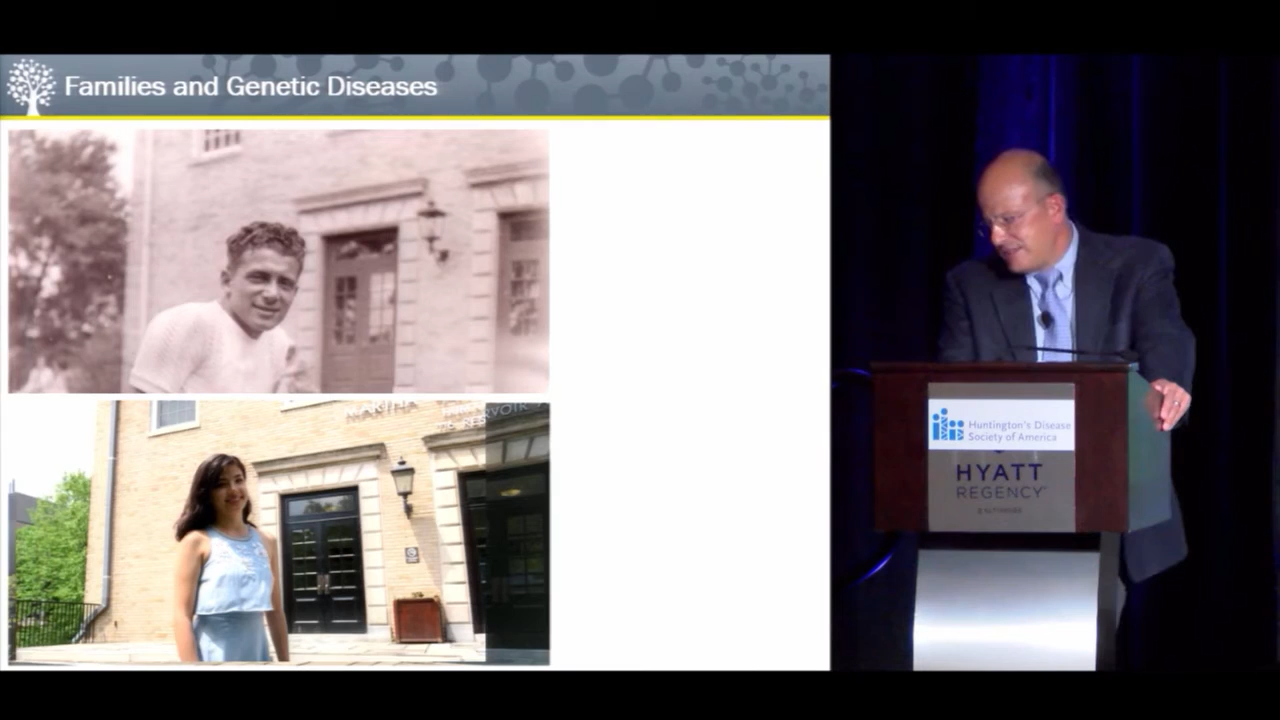 Families and Genetic Diseases
Huntington's Disease
Society of America
HYATT
REGENCY